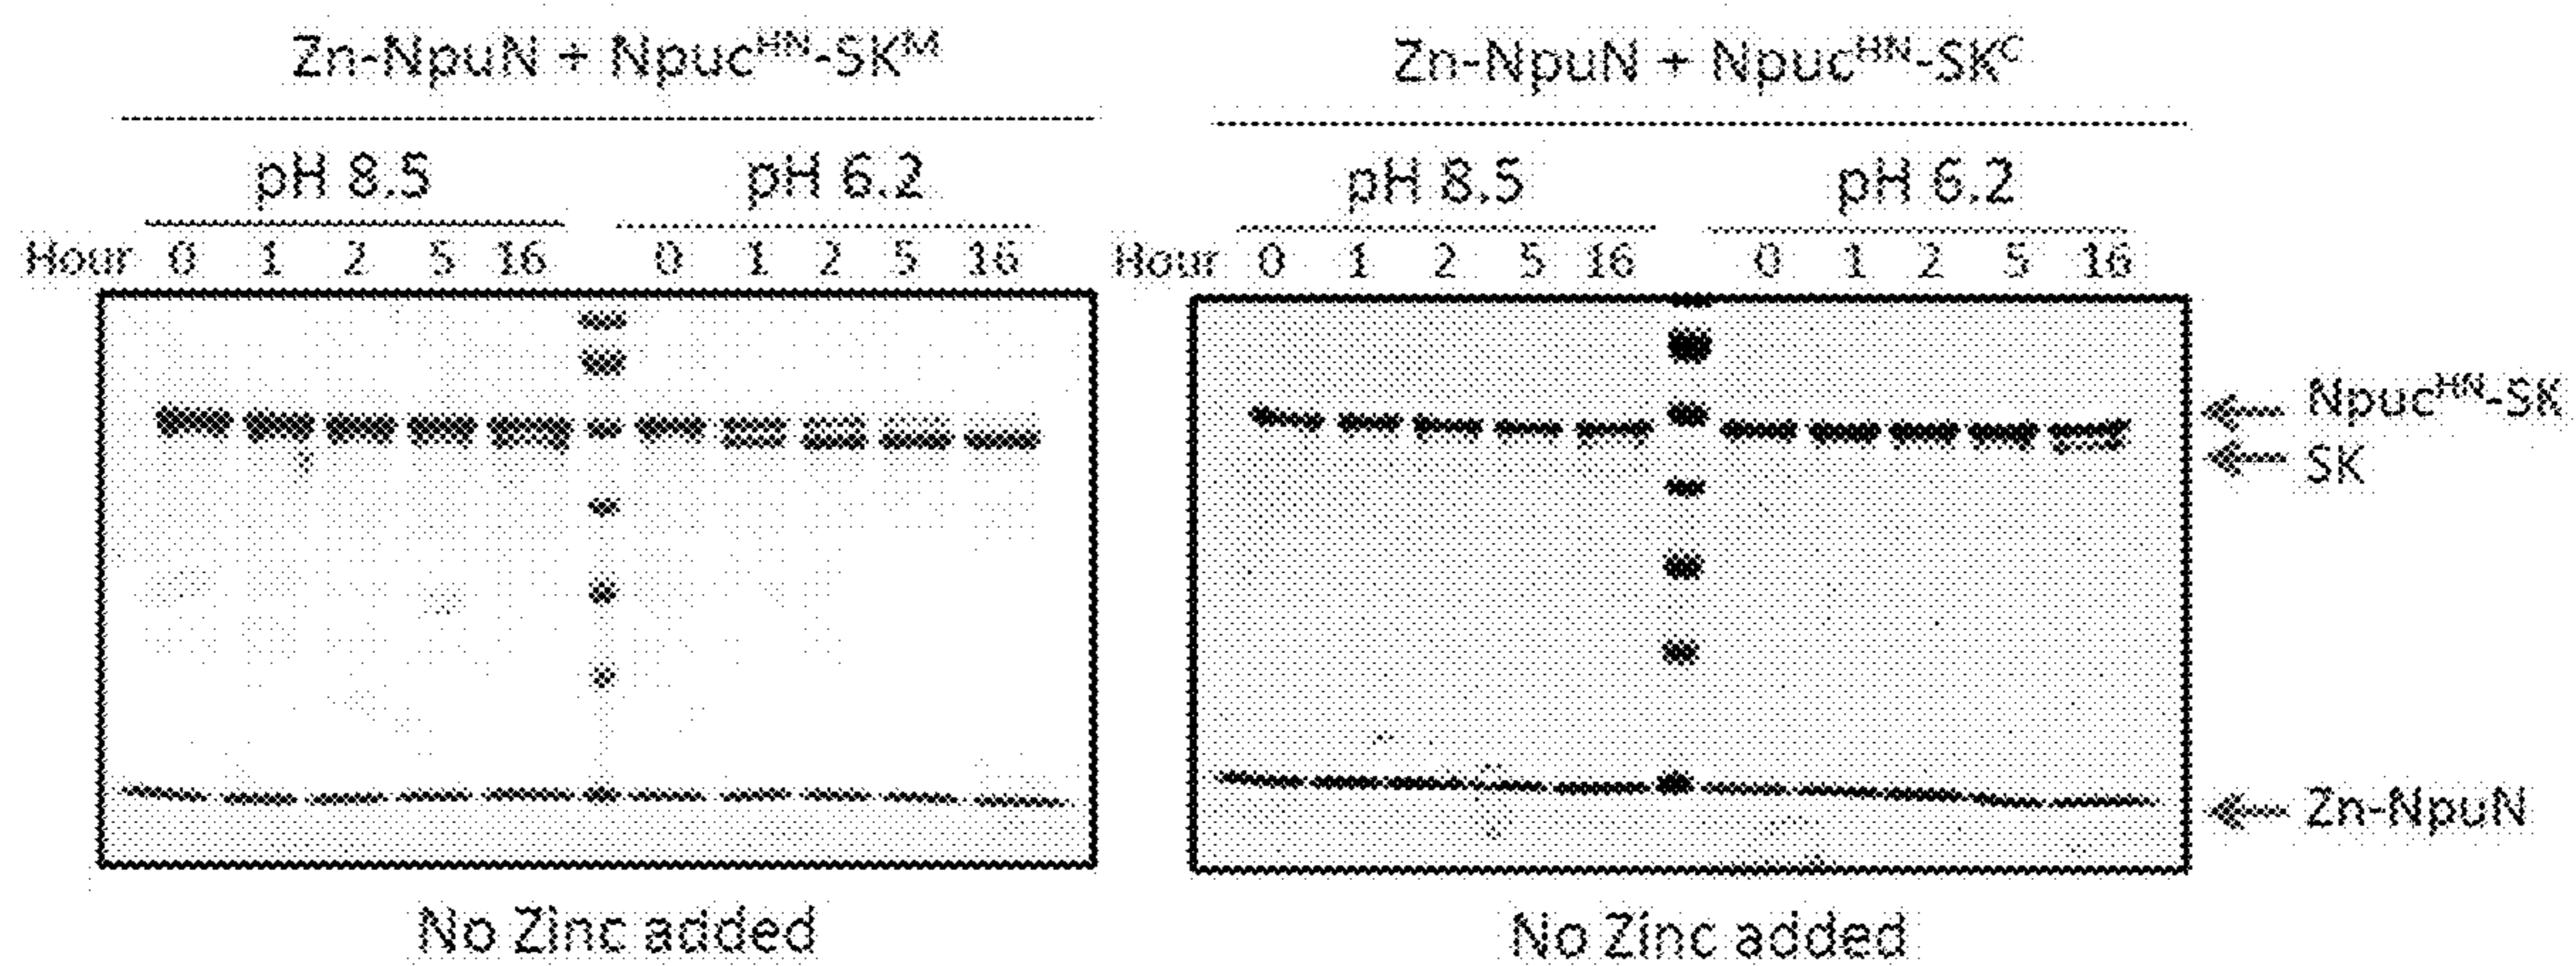 Zn-NpuN + Npuc^HN-SK^M
pH 8.5 pH 6.2
Hour 0 1 2 5 16 0 1 2 5 16
No Zinc added
Zn-NpuN + Npuc^HN-SK^C
pH 8.5 pH 6.2
Hour 0 1 2 5 16 0 1 2 5 16
Npuc^HN-SK
SK
Zn-NpuN
No Zinc added